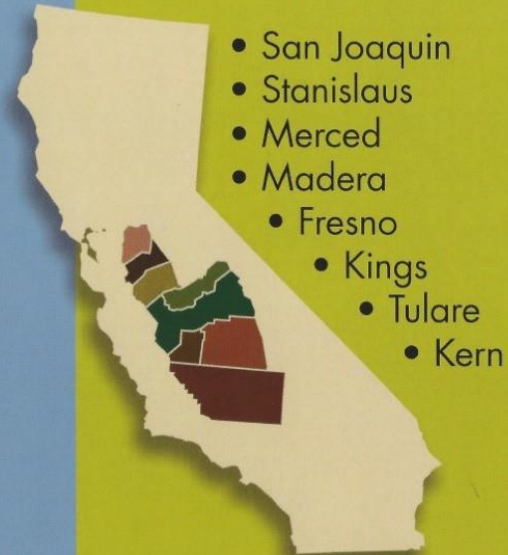 • San Joaquin
• Stanislaus
• Merced
• Madera
• Fresno
• Kings
• Tulare
• Kern